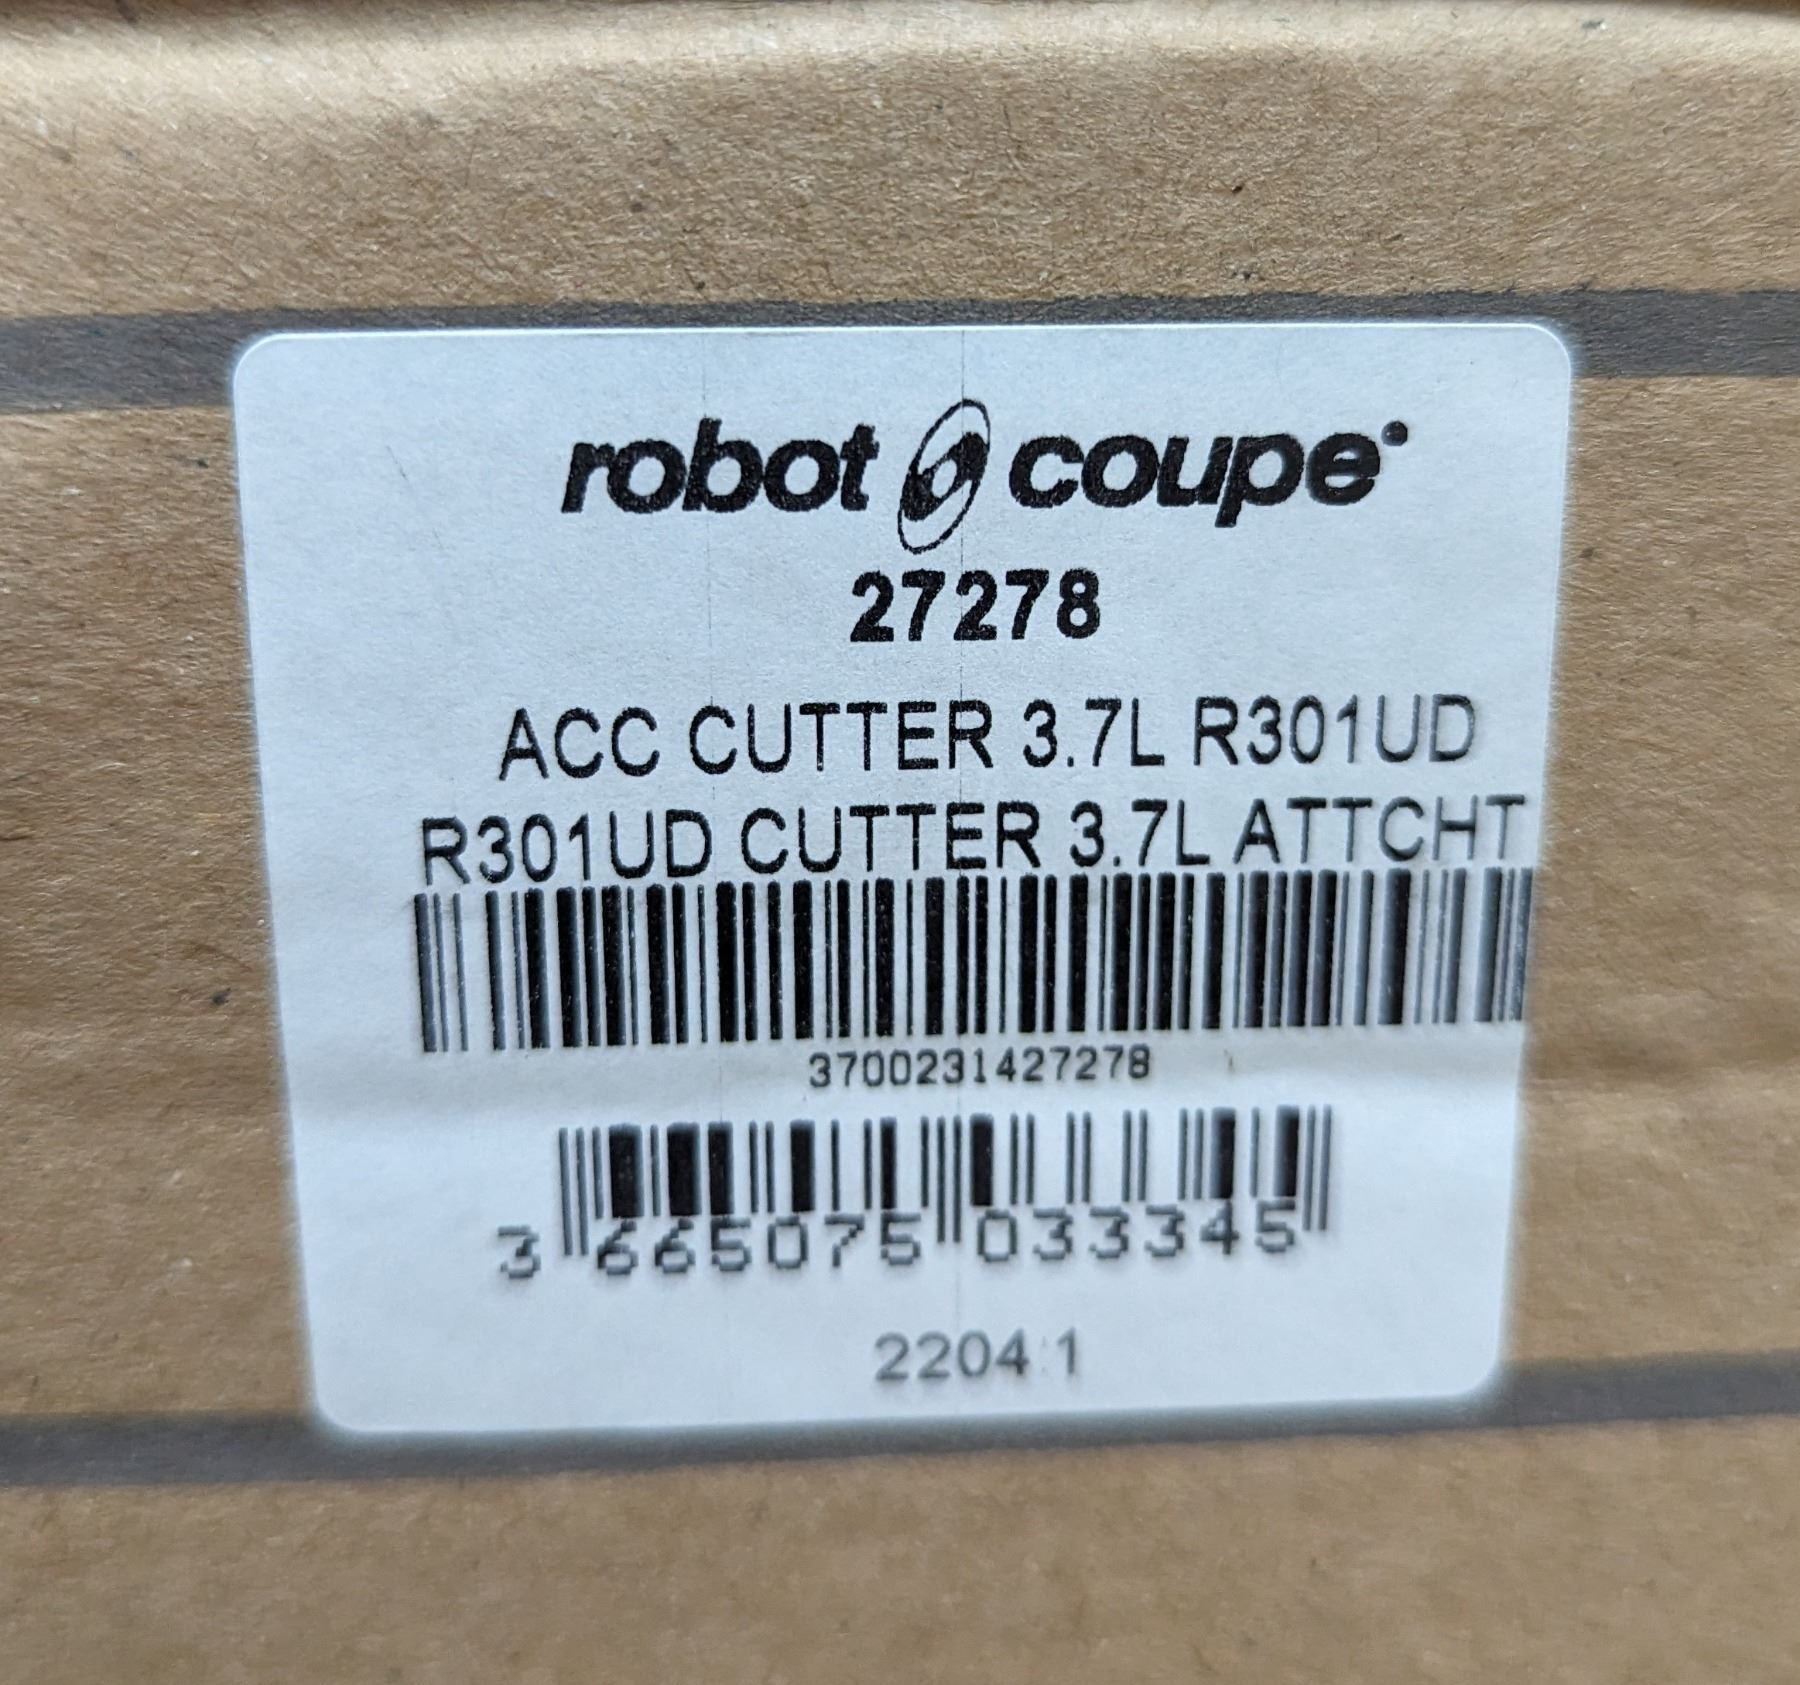 robot coupe
27278
ACC CUTTER 3.7L R301UD
R301UD CUTTER 3.7L ATTCHT
3700231427278
3 665075 033345
2204 1